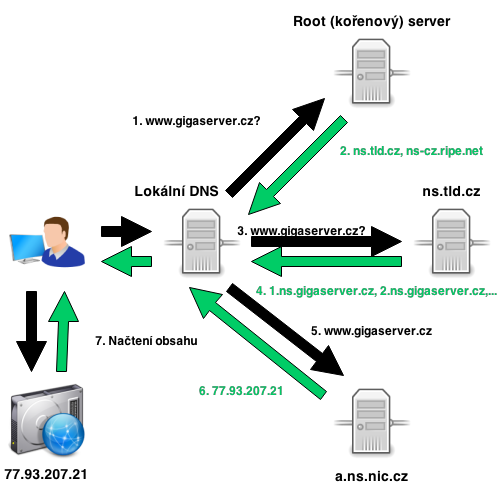 Root (kořenový) server
1. www.gigaserver.cz?
2. ns.tld.cz, ns-cz.ripe.net
Lokální DNS
ns.tld.cz
3. www.gigaserver.cz?
4. 1.ns.gigaserver.cz, 2.ns.gigaserver.cz,...
5. www.gigaserver.cz
7. Načtení obsahu
6. 77.93.207.21
77.93.207.21
a.ns.nic.cz